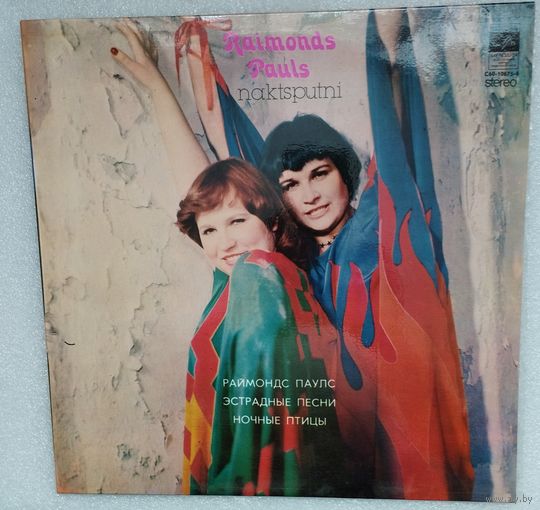 Raimonds
Pauls
naktsputni
stereo
РАЙМОНДС ПАУЛС
ЭСТРАДНЫЕ ПЕСНИ
НОЧНЫЕ ПТИЦЫ